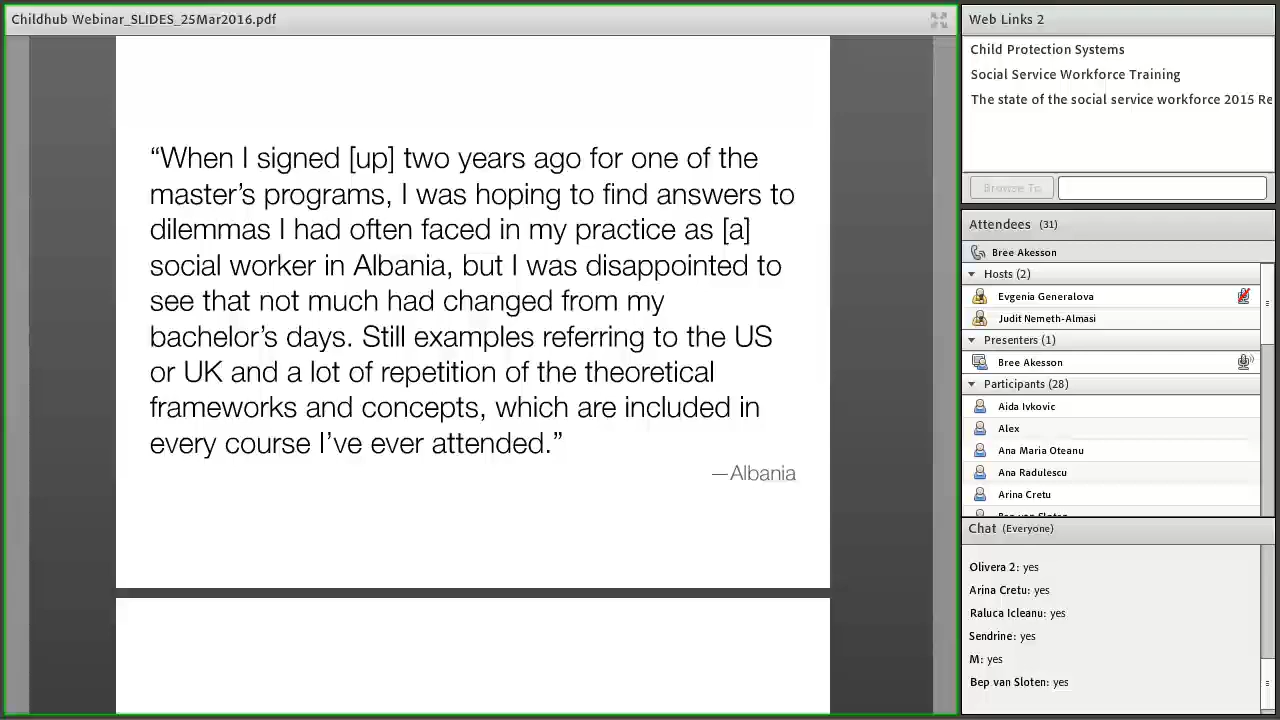 Childhub Webinar_SLIDES_25Mar2016.pdf
“When I signed [up] two years ago for one of the
master’s programs, I was hoping to find answers to
dilemmas I had often faced in my practice as [a]
social worker in Albania, but I was disappointed to
see that not much had changed from my
bachelor’s days. Still examples referring to the US
or UK and a lot of repetition of the theoretical
frameworks and concepts, which are included in
every course I’ve ever attended.”
—Albania
Web Links 2
Child Protection Systems
Social Service Workforce Training
The state of the social service workforce 2015 Re
Browse To
Attendees (31)
Bree Akesson
Hosts (2)
Evgenia Generalova
Judit Nemeth-Almasi
Presenters (1)
Bree Akesson
Participants (28)
Aida Ivkovic
Alex
Ana Maria Oteanu
Ana Radulescu
Arina Cretu
Bep van Sloten
Chat (Everyone)
Olivera 2: yes
Arina Cretu: yes
Raluca Icleanu: yes
Sendrine: yes
M: yes
Bep van Sloten: yes